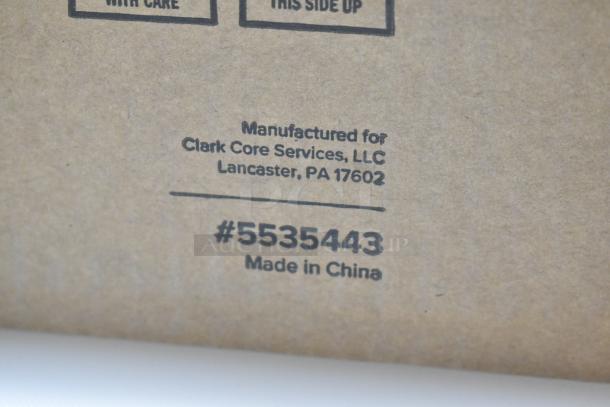 WITH CARE
THIS SIDE UP
Manufactured for
Clark Core Services, LLC
Lancaster, PA 17602
#5535443
Made in China